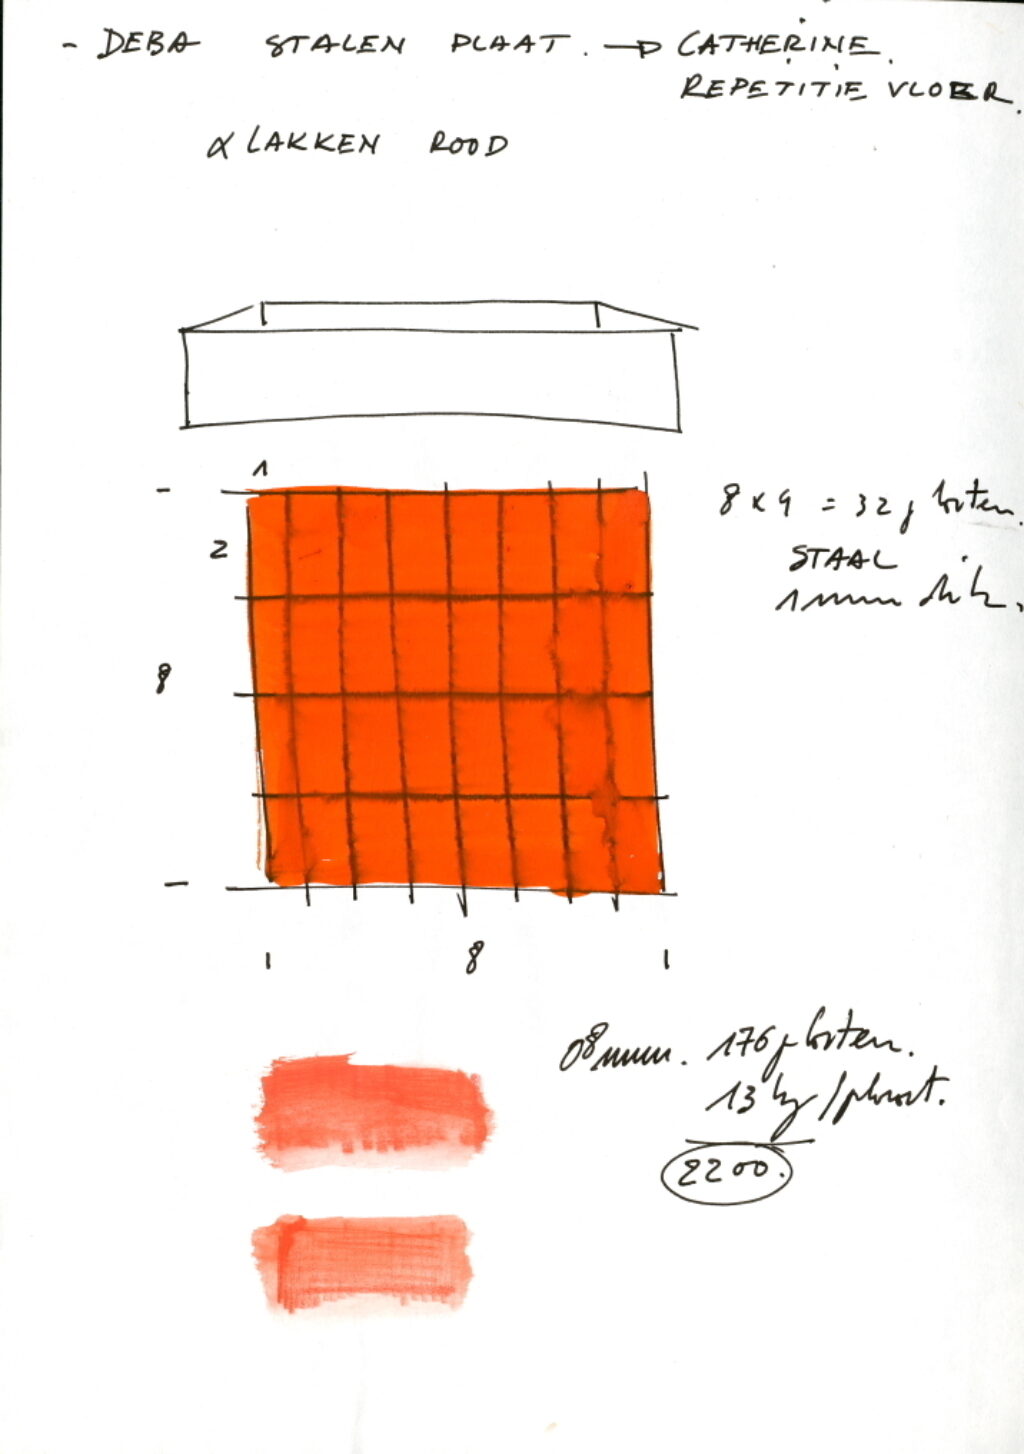 - DEBA STALEN PLAAT. → CATHERINE.
REPETITIE VLOER.
α LAKKEN ROOD
1
-
8 x 4 = 32 platen.
2
STAAL
1 mm dik.
8
-
1 8 1
08 mm. 176 platen.
13 kg/plaat.
2200.